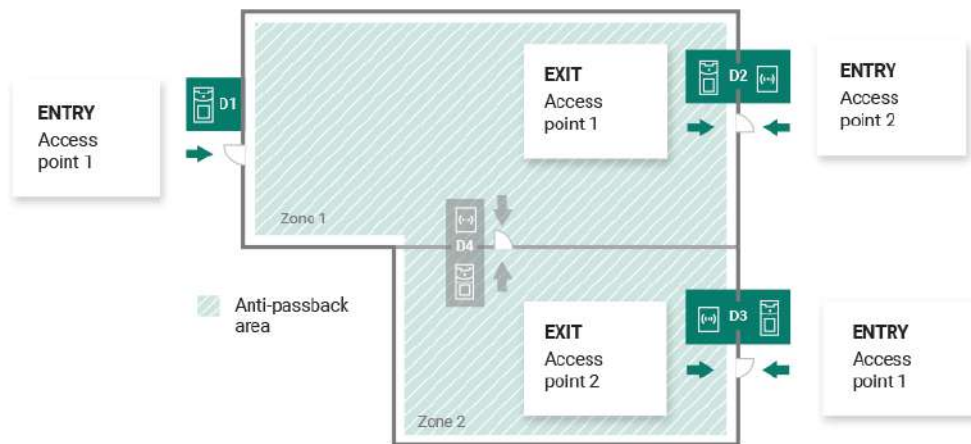 ENTRY
Access
point 1
D1
EXIT
Access
point 1
D2
ENTRY
Access
point 2
Zone 1
D4
Anti-passback
area
EXIT
Access
point 2
D3
ENTRY
Access
point 1
Zone 2